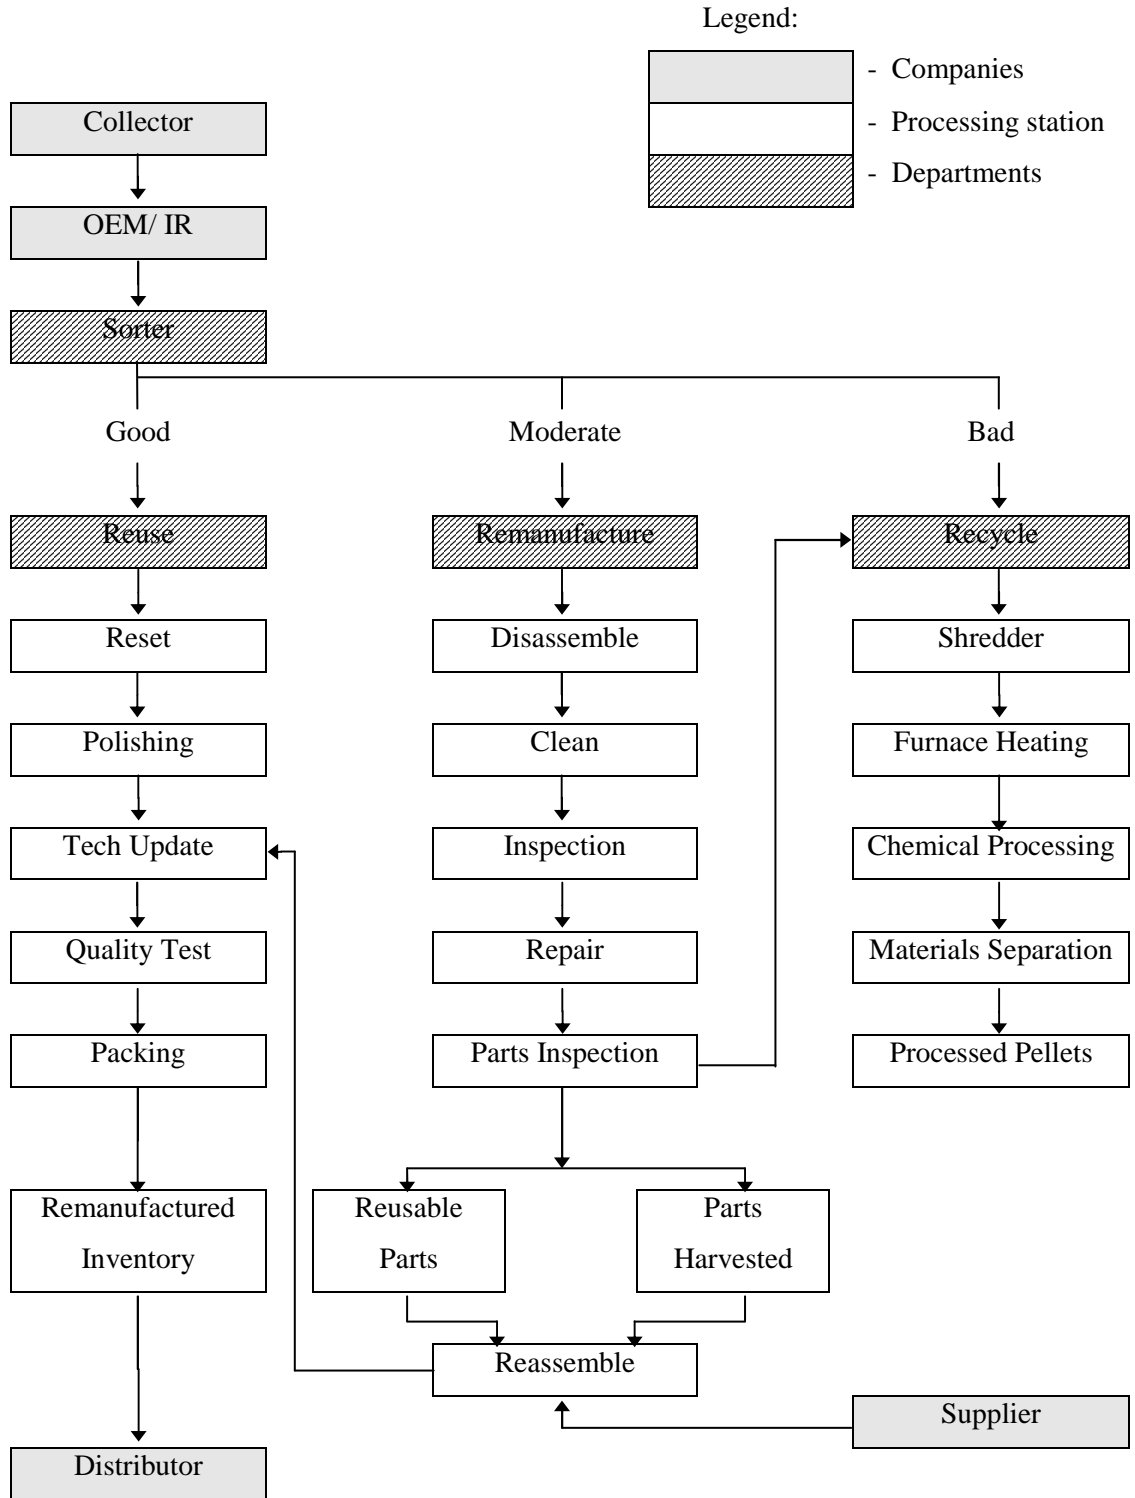 Legend:
- Companies
- Processing station
- Departments
Collector
OEM/ IR
Sorter
Good
Moderate
Bad
Reuse
Remanufacture
Recycle
Reset
Disassemble
Shredder
Polishing
Clean
Furnace Heating
Tech Update
Inspection
Chemical Processing
Quality Test
Repair
Materials Separation
Packing
Parts Inspection
Processed Pellets
Remanufactured
Inventory
Reusable
Parts
Parts
Harvested
Reassemble
Supplier
Distributor